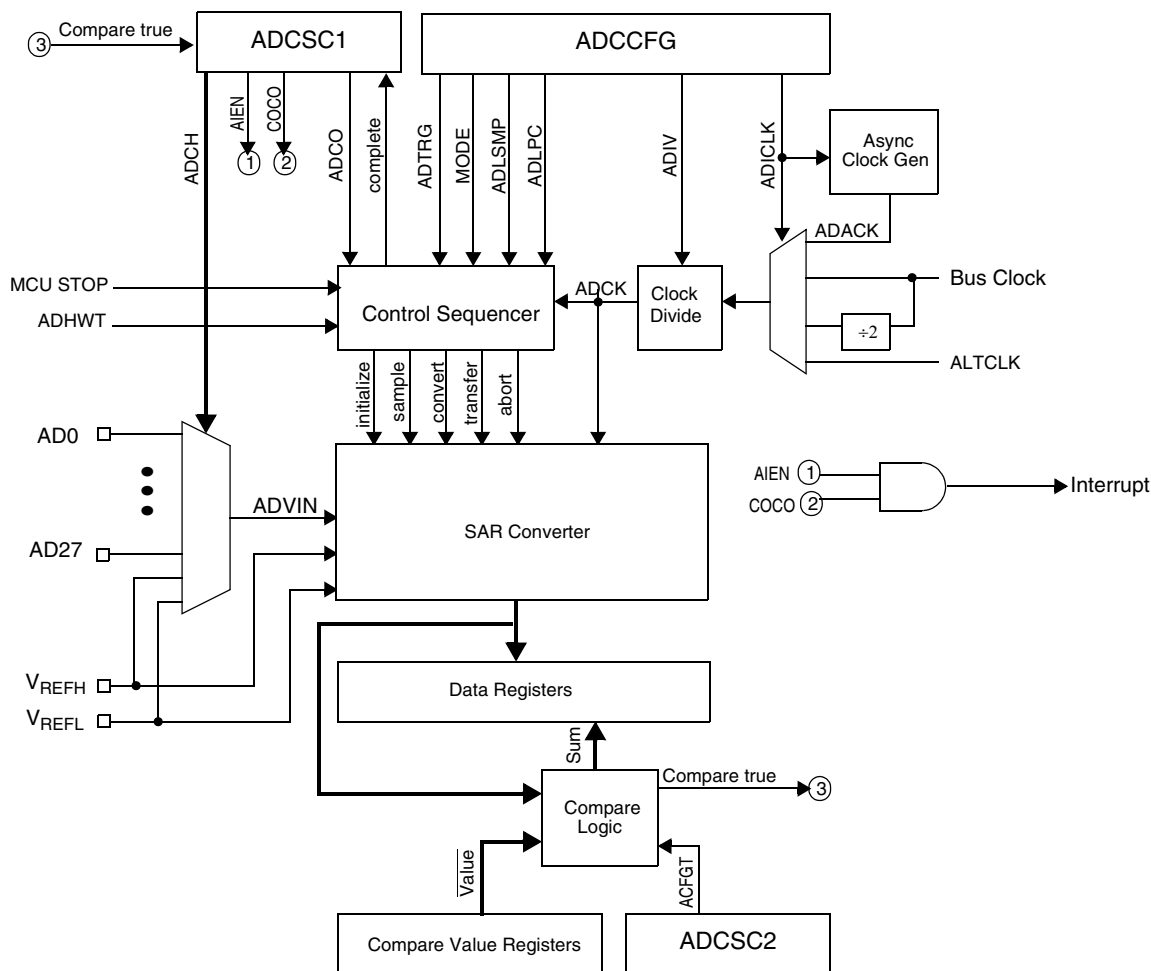 3
Compare true
ADCSC1
ADCCFG
ADCH
AIEN
COCO
ADCO
complete
ADTRG
MODE
ADLSMP
ADLPC
ADIV
ADICLK
Async
Clock Gen
1
2
ADACK
MCU STOP
ADHWT
Control Sequencer
ADCK
Clock
Divide
Bus Clock
÷2
ALTCLK
initialize
sample
convert
transfer
abort
AD0
AD27
ADVIN
SAR Converter
AIEN 1
COCO 2
Interrupt
VREFH
VREFL
Data Registers
Sum
Compare true
3
Compare
Logic
Value
ACFGT
Compare Value Registers
ADCSC2